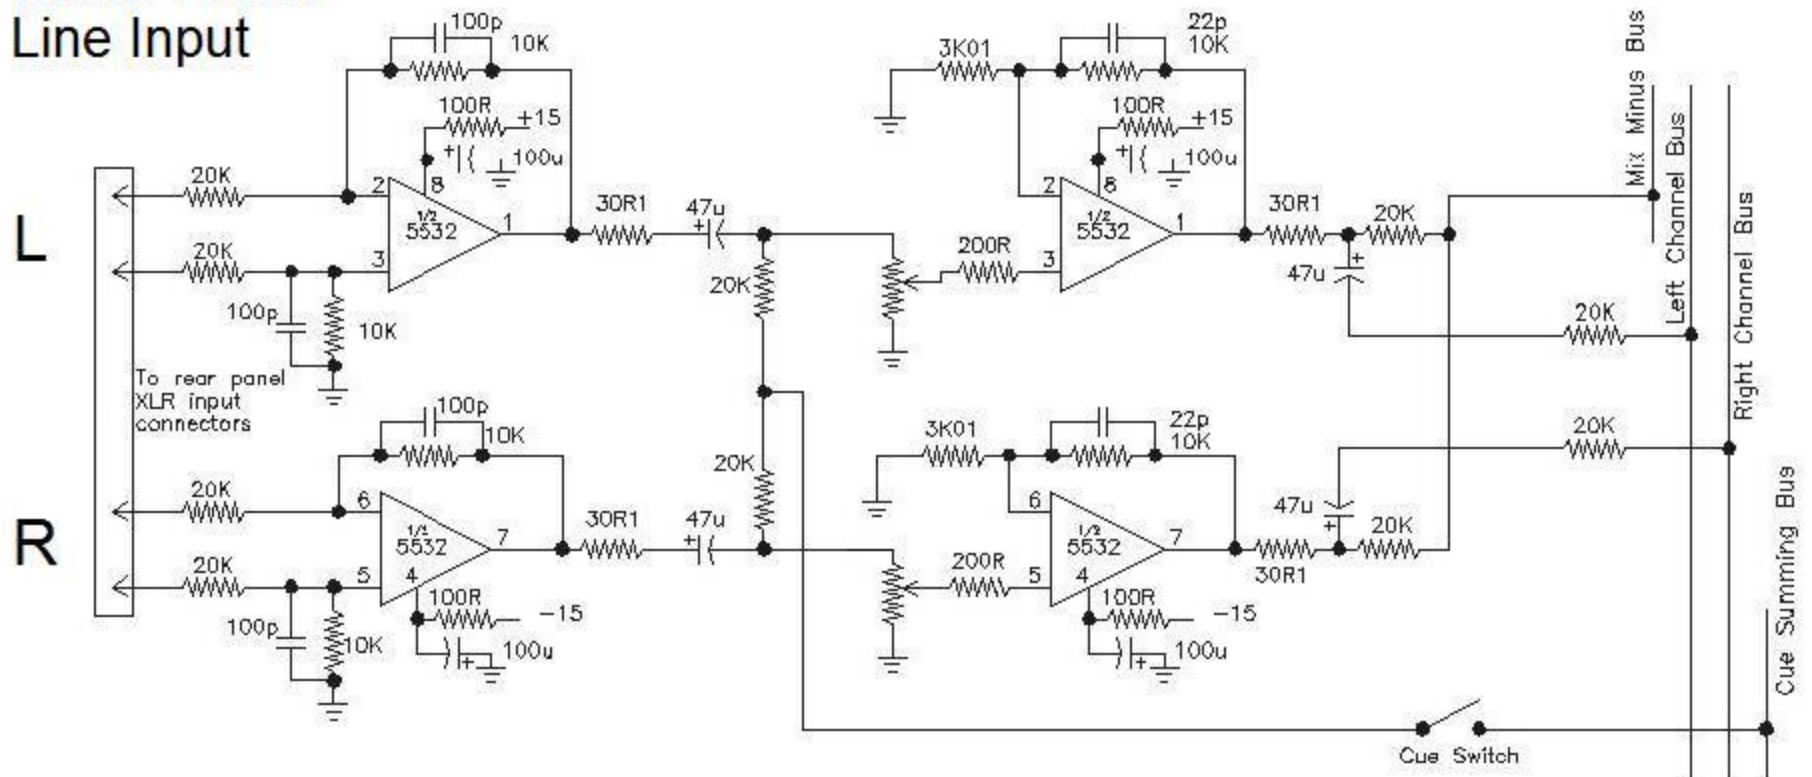 Line Input
100p
10K
100R
+15
+
100u
20K
2
8
1/2
5532
1
30R1
47u
+
L
20K
3
100p
10K
20K
3K01
22p
10K
100R
+15
+
100u
2
8
1/2
5532
1
30R1
20K
200R
3
+
47u
20K
Mix Minus Bus
Left Channel Bus
Right Channel Bus
To rear panel
XLR input
connectors
100p
10K
20K
6
1/2
5532
7
30R1
47u
+
R
20K
5
4
100R
-15
100u
+
100p
10K
20K
3K01
22p
10K
6
1/2
5532
7
30R1
47u
+
20K
20K
200R
5
4
100R
-15
100u
+
Cue Switch
Cue Summing Bus